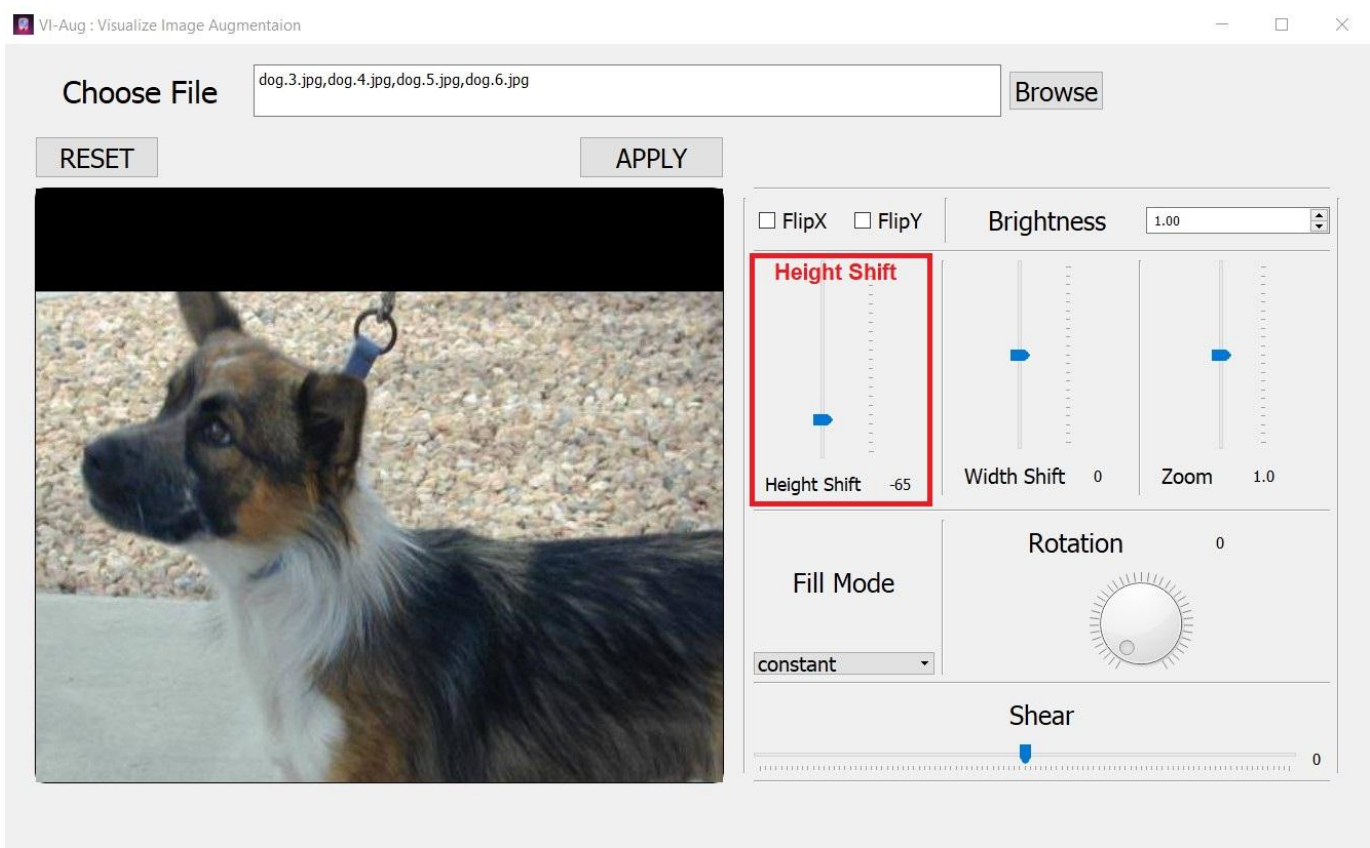 VI-Aug : Visualize Image Augmentaion
Choose File
dog.3.jpg,dog.4.jpg,dog.5.jpg,dog.6.jpg
Browse
RESET
APPLY
FlipX
FlipY
Brightness
1.00
Height Shift
Height Shift -65
Width Shift 0
Zoom 1.0
Fill Mode
constant
Rotation 0
Shear
0